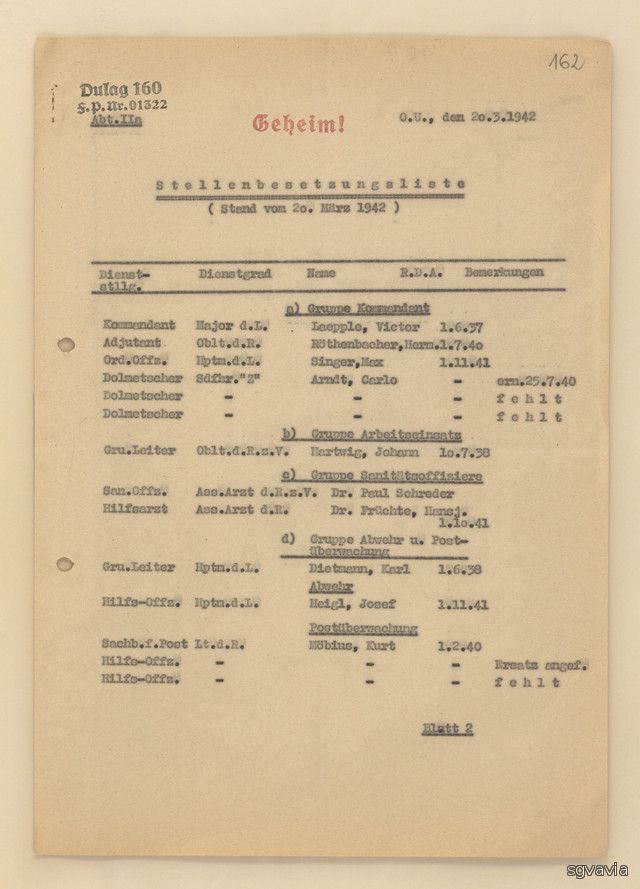 162
Dulag 160
F.P.Nr.01322
Abt.IIa
Geheim!
O.U., den 2o.3.1942
Stellenbesetzungsliste
( Stand vom 2o. März 1942 )
Dienst-stllg. Dienstgrad Name R.D.A. Bemerkungen
a) Gruppe Kommandant
Kommandant Major d.L. Laepple, Victor 1.6.37
Adjutant Oblt.d.R. Röthenbacher,Herm.1.7.4o
Ord.Offz. Hptm.d.L. Singer,Max 1.11.41
Dolmetscher Sdfhr."Z" Arndt, Carlo - ern.25.7.40
Dolmetscher - - - f e h l t
Dolmetscher - - - f e h l t
b) Gruppe Arbeitseinsatz
Gru.Leiter Oblt.d.R.z.V. Hartwig, Johann 1o.7.38
c) Gruppe Sanitätsoffiziere
San.Offz. Ass.Arzt d.R.z.V. Dr. Paul Schreder
Hilfsarzt Ass.Arzt d.R. Dr. Früchte, Hansj.
1.1o.41
d) Gruppe Abwehr u. Post-
überwachung
Gru.Leiter Hptm.d.L. Dietmann, Karl 1.6.38
Abwehr
Hilfs-Offz. Hptm.d.L. Heigl, Josef 1.11.41
Postüberwachung
Sachb.f.Post Lt.d.R. Möbius, Kurt 1.2.40
Hilfs-Offz. - - - Ersatz angef.
Hilfs-Offz. - - - f e h l t
Blatt 2
sgvavia